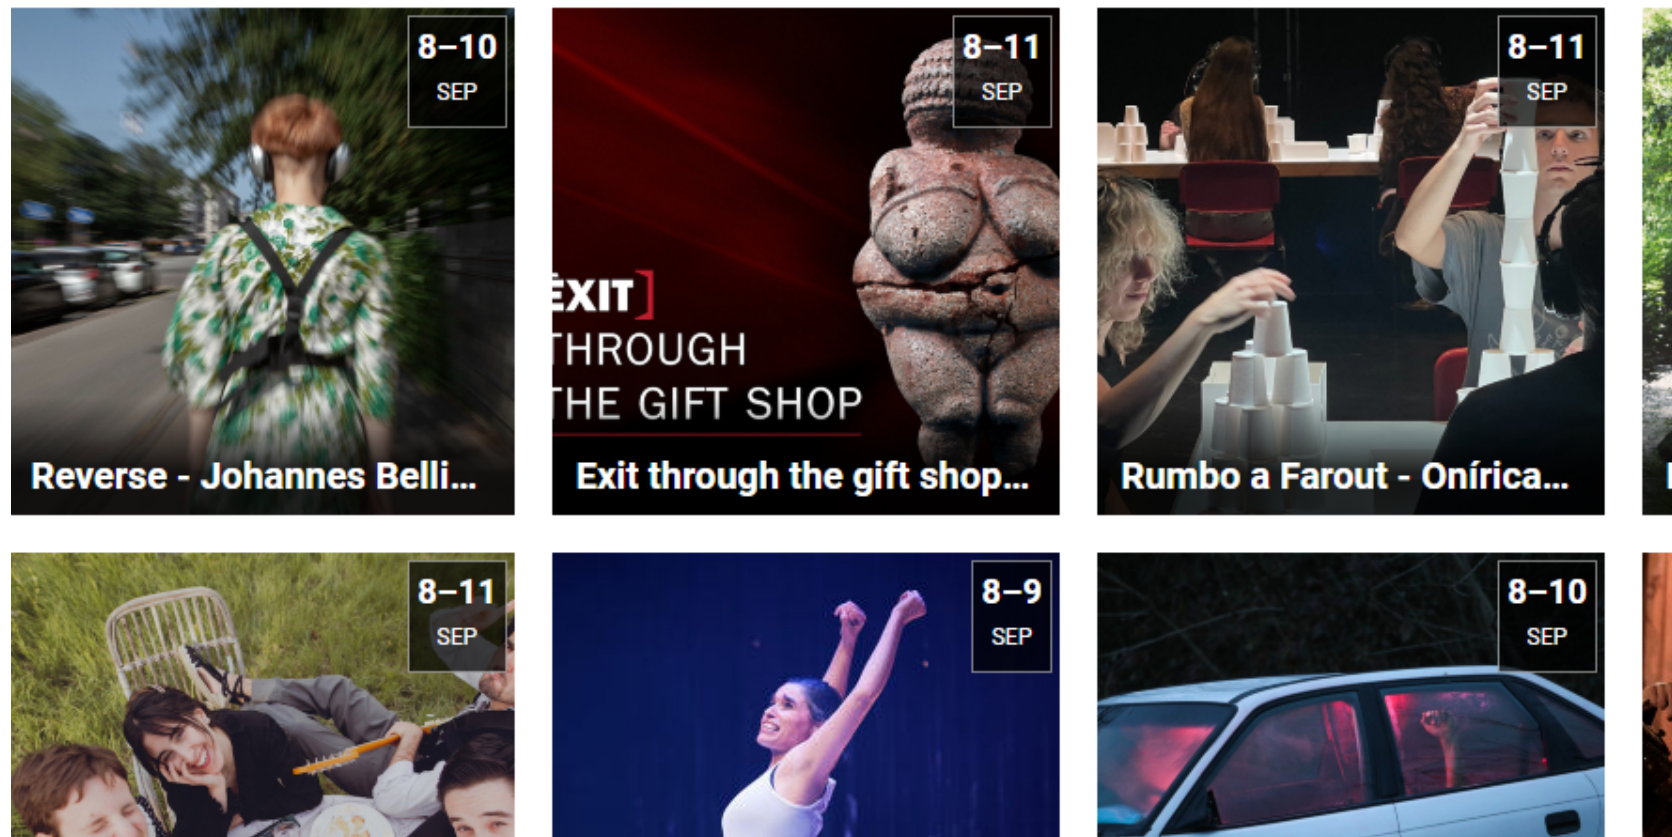 8–10
SEP
Reverse - Johannes Belli...
8–11
SEP
EXIT]
THROUGH
THE GIFT SHOP
Exit through the gift shop...
8–11
SEP
Rumbo a Farout - Onírica...
8–11
SEP
8–9
SEP
8–10
SEP